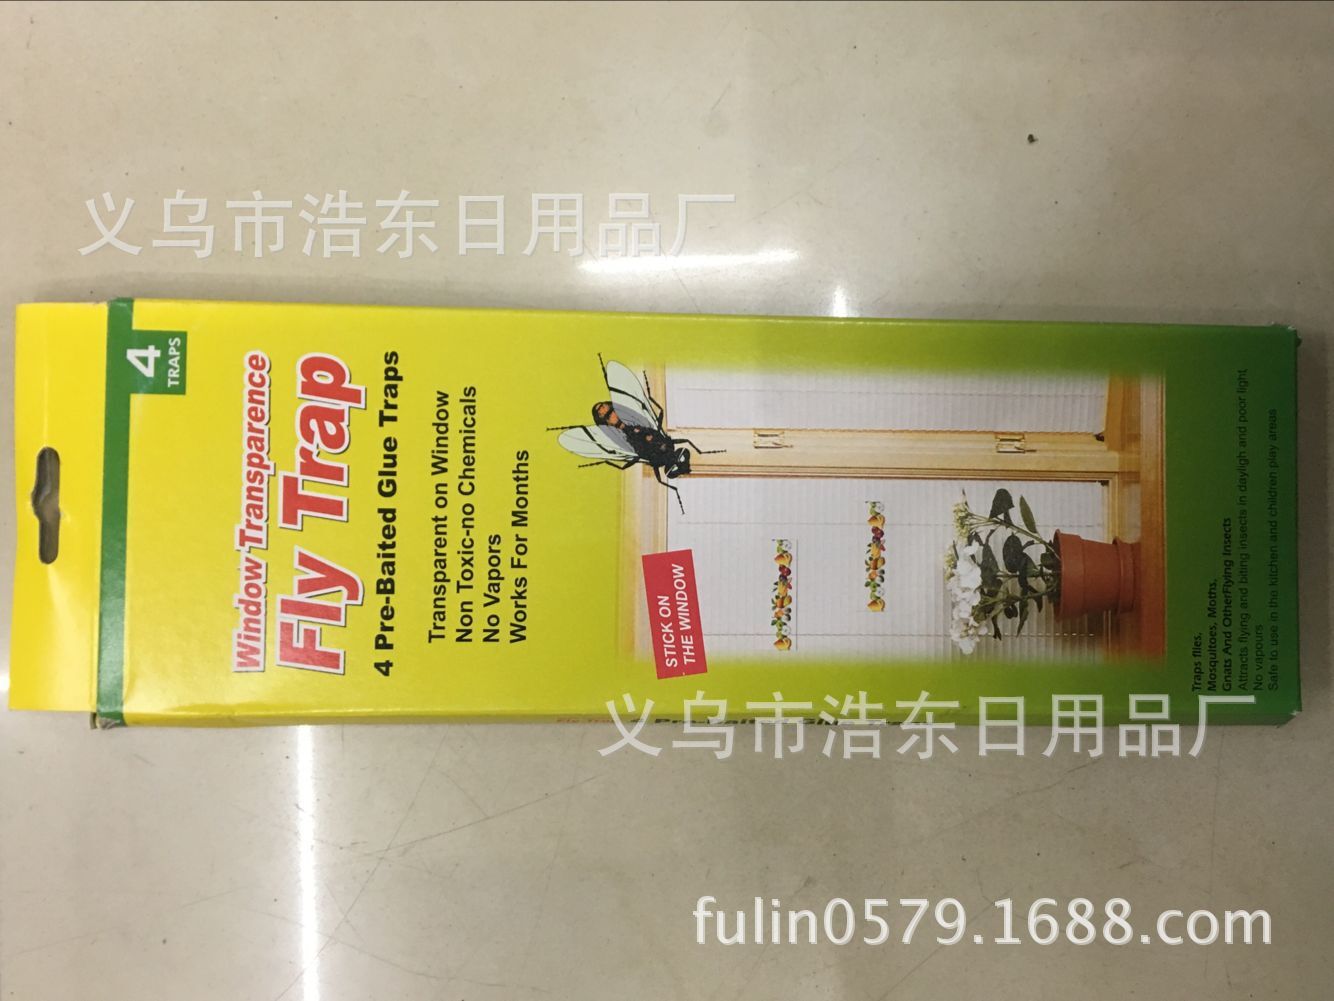 义乌市浩东日用品厂
4
TRAPS
Window Transparence
Fly Trap
4 Pre-Baited Glue Traps
Transparent on Window
Non Toxic-no Chemicals
No Vapors
Works For Months
STICK ON
THE WINDOW
Traps flies,
Mosquitoes, Moths,
Gnats And OtherFlying Insects
Attracts flying and biting insects in dayligh and poor light
No vapours
Safe to use in the kitchen and children play areas
义乌市浩东日用品厂
fulin0579.1688.com